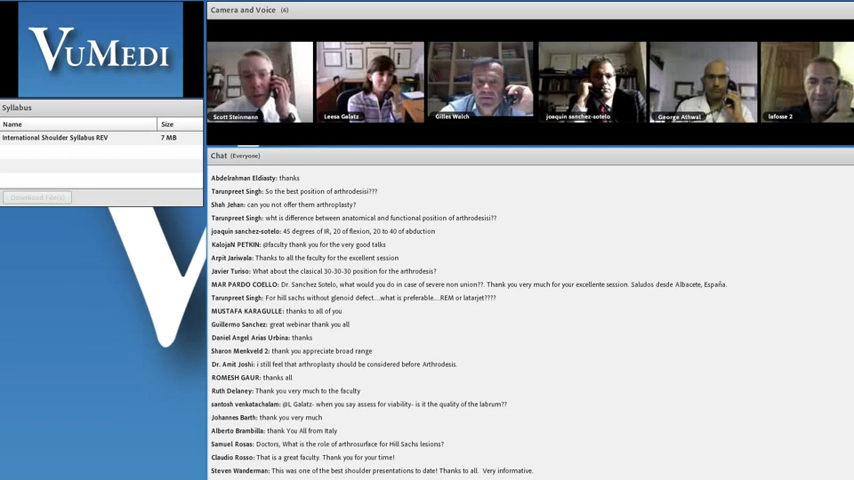 VUMEDI
Syllabus
Name Size
International Shoulder Syllabus REV 7 MB
Download File(s)
Camera and Voice (6)
Scott Steinmann
Leesa Galatz
Gilles Walch
joaquin sanchez-sotelo
George Athwal
lafosse 2
Chat (Everyone)
Abdelrahman Eldiasty: thanks
Tarunpreet Singh: So the best position of arthrodesisi???
Shah Jehan: can you not offer them arthroplasty?
Tarunpreet Singh: wht is difference between anatomical and functional position of arthrodesisi??
joaquin sanchez-sotelo: 45 degrees of IR, 20 of flexion, 20 to 40 of abduction
KalojaN PETKIN: @faculty thank you for the very good talks
Arpit Jariwala: Thanks to all the faculty for the excellent session
Javier Turiso: What about the clasical 30-30-30 position for the arthrodesis?
MAR PARDO COELLO: Dr. Sanchez Sotelo, what would you do in case of severe non union??. Thank you very much for your excellente session. Saludos desde Albacete, España.
Tarunpreet Singh: For hill sachs without glenoid defect...what is preferable...REM or latarjet????
MUSTAFA KARAGULLE: thanks to all of you
Guillermo Sanchez: great webinar thank you all
Daniel Angel Arias Urbina: thanks
Sharon Menkveld 2: thank you appreciate broad range
Dr. Amit Joshi: i still feel that arthroplasty should be considered before Arthrodesis.
ROMESH GAUR: thanks all
Ruth Delaney: Thank you very much to the faculty
santosh venkatachalam: @L Galatz- when you say assess for viability- is it the quality of the labrum??
Johannes Barth: thank you very much
Alberto Brambilla: thank You All from Italy
Samuel Rosas: Doctors, What is the role of arthrosurface for Hill Sachs lesions?
Claudio Rosso: That is a great faculty. Thank you for your time!
Steven Wanderman: This was one of the best shoulder presentations to date! Thanks to all. Very informative.